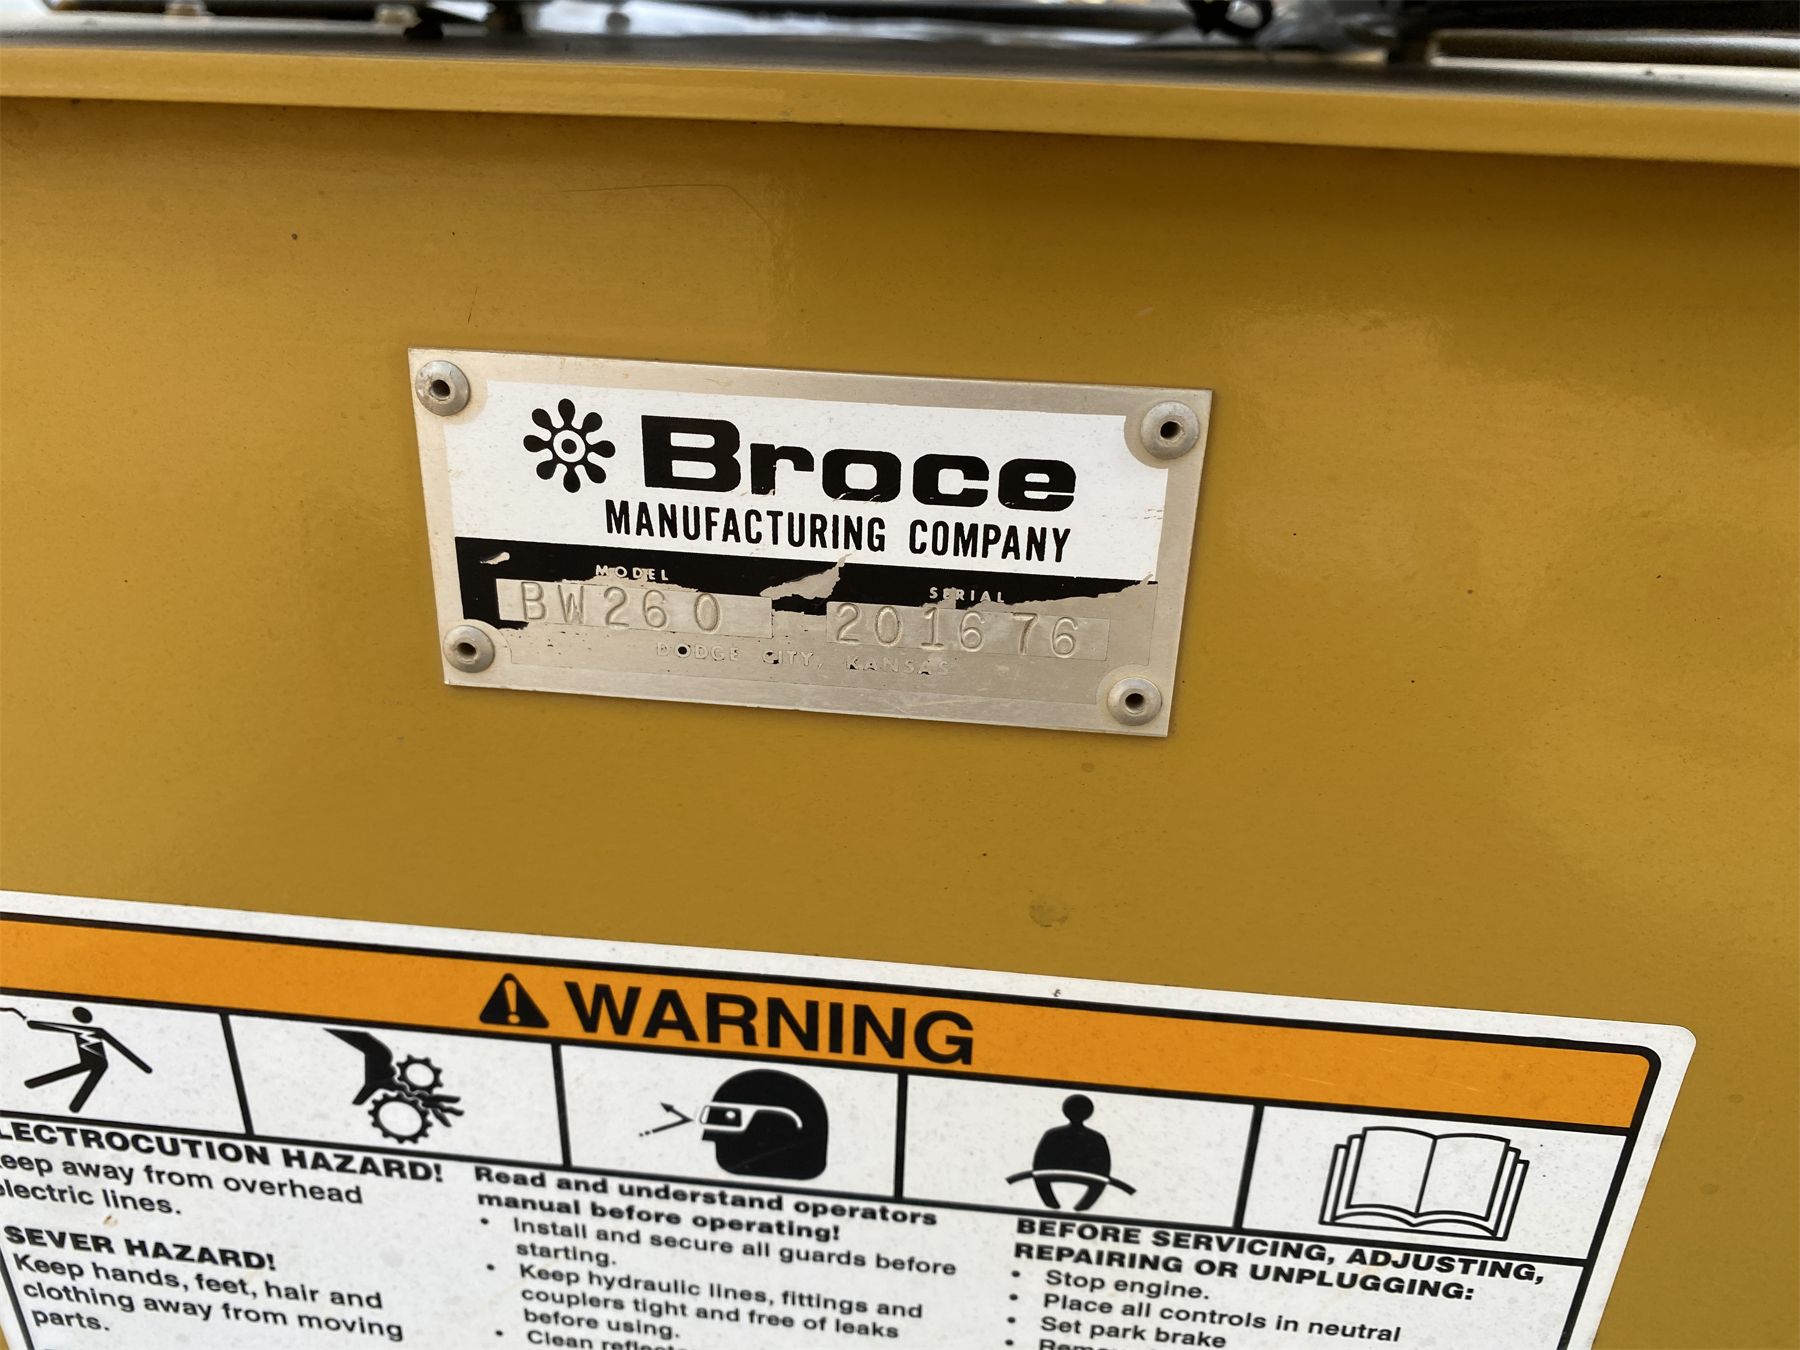 Broce
MANUFACTURING COMPANY
MODEL SERIAL
BW260 201676
DODGE CITY, KANSAS
WARNING
LECTROCUTION HAZARD!
eep away from overhead
lectric lines.
SEVER HAZARD!
Keep hands, feet, hair and
clothing away from moving
parts.
Read and understand operators
manual before operating!
• Install and secure all guards before
starting.
• Keep hydraulic lines, fittings and
couplers tight and free of leaks
before using.
• Clean
BEFORE SERVICING, ADJUSTING,
REPAIRING OR UNPLUGGING:
• Stop engine.
• Place all controls in neutral
• Set park brake